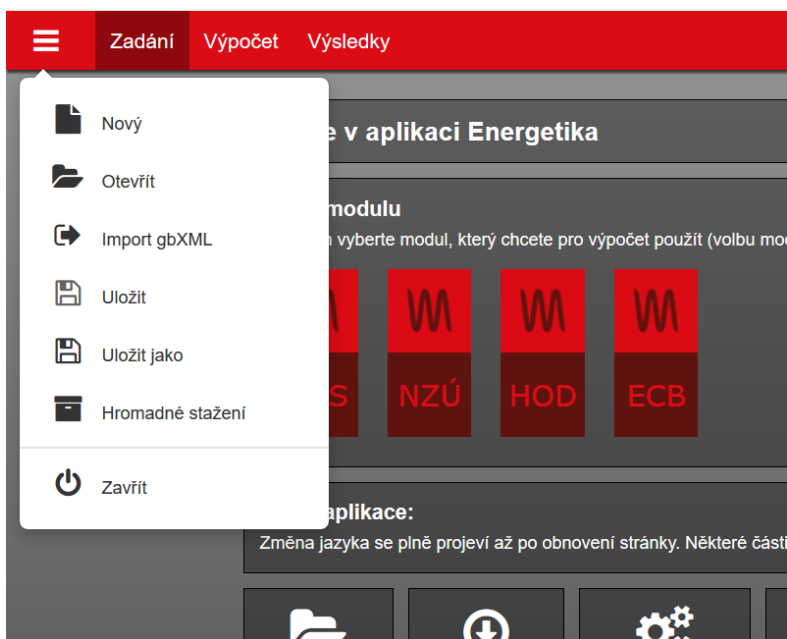 Zadání Výpočet Výsledky
Nový
Otevřít
Import gbXML
Uložit
Uložit jako
Hromadné stažení
Zavřít
v aplikaci Energetika
modulu
vyberte modul, který chcete pro výpočet použít (volbu
S NZÚ HOD ECB
aplikace:
Změna jazyka se plně projeví až po obnovení stránky. Některé části